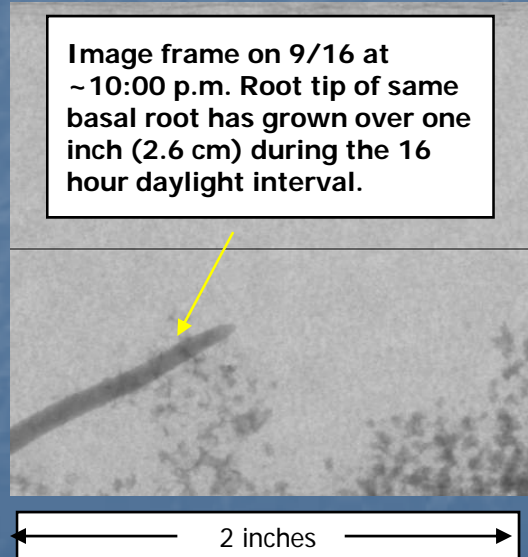 Image frame on 9/16 at
~10:00 p.m. Root tip of same
basal root has grown over one
inch (2.6 cm) during the 16
hour daylight interval.
2 inches